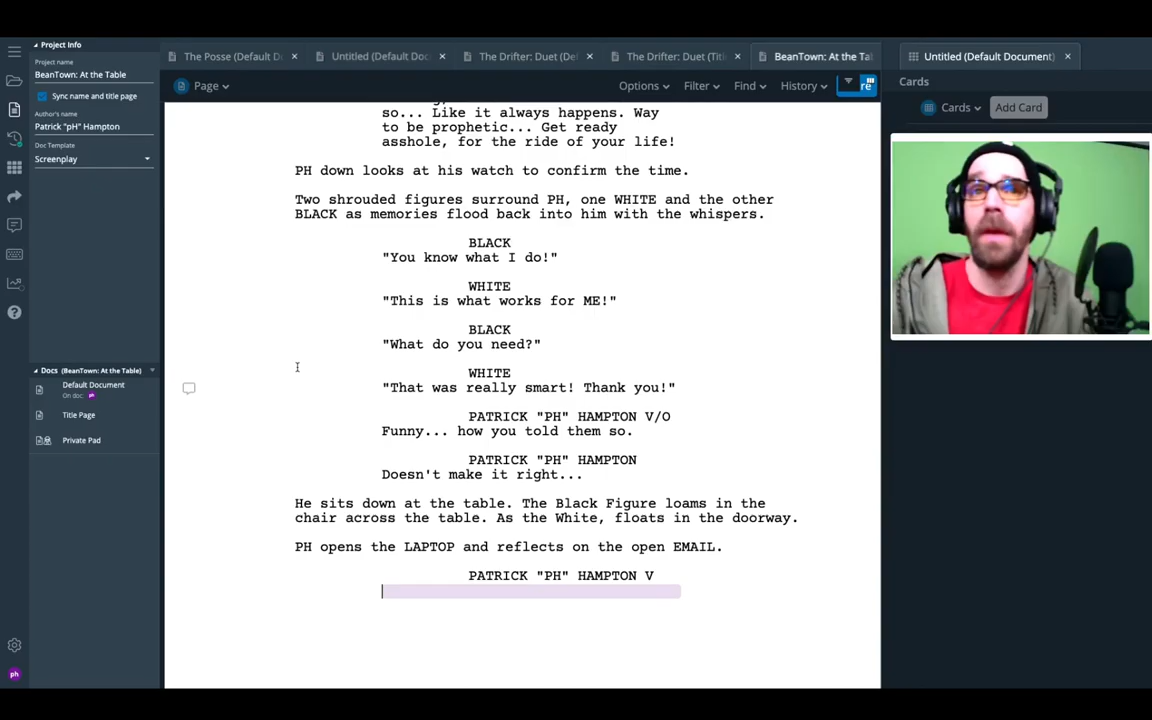 Project Info
Project name
BeanTown: At the Table
Sync name and title page
Author's name
Patrick "pH" Hampton
Doc Template
Screenplay
Docs (BeanTown: At the Table)
Default Document
On doc: ph
Title Page
Private Pad
ph
The Posse (Default D
Untitled (Default Doc
The Drifter: Duet (De
The Drifter: Duet (Titl
BeanTown: At the Tab
Page
Options
Filter
Find
History
re
so... Like it always happens. Way
to be prophetic... Get ready
asshole, for the ride of your life!
PH down looks at his watch to confirm the time.
Two shrouded figures surround PH, one WHITE and the other
BLACK as memories flood back into him with the whispers.
BLACK
"You know what I do!"
WHITE
"This is what works for ME!"
BLACK
"What do you need?"
WHITE
"That was really smart! Thank you!"
PATRICK "PH" HAMPTON V/O
Funny... how you told them so.
PATRICK "PH" HAMPTON
Doesn't make it right...
He sits down at the table. The Black Figure loams in the
chair across the table. As the White, floats in the doorway.
PH opens the LAPTOP and reflects on the open EMAIL.
PATRICK "PH" HAMPTON V
Untitled (Default Document)
Cards
Cards
Add Card